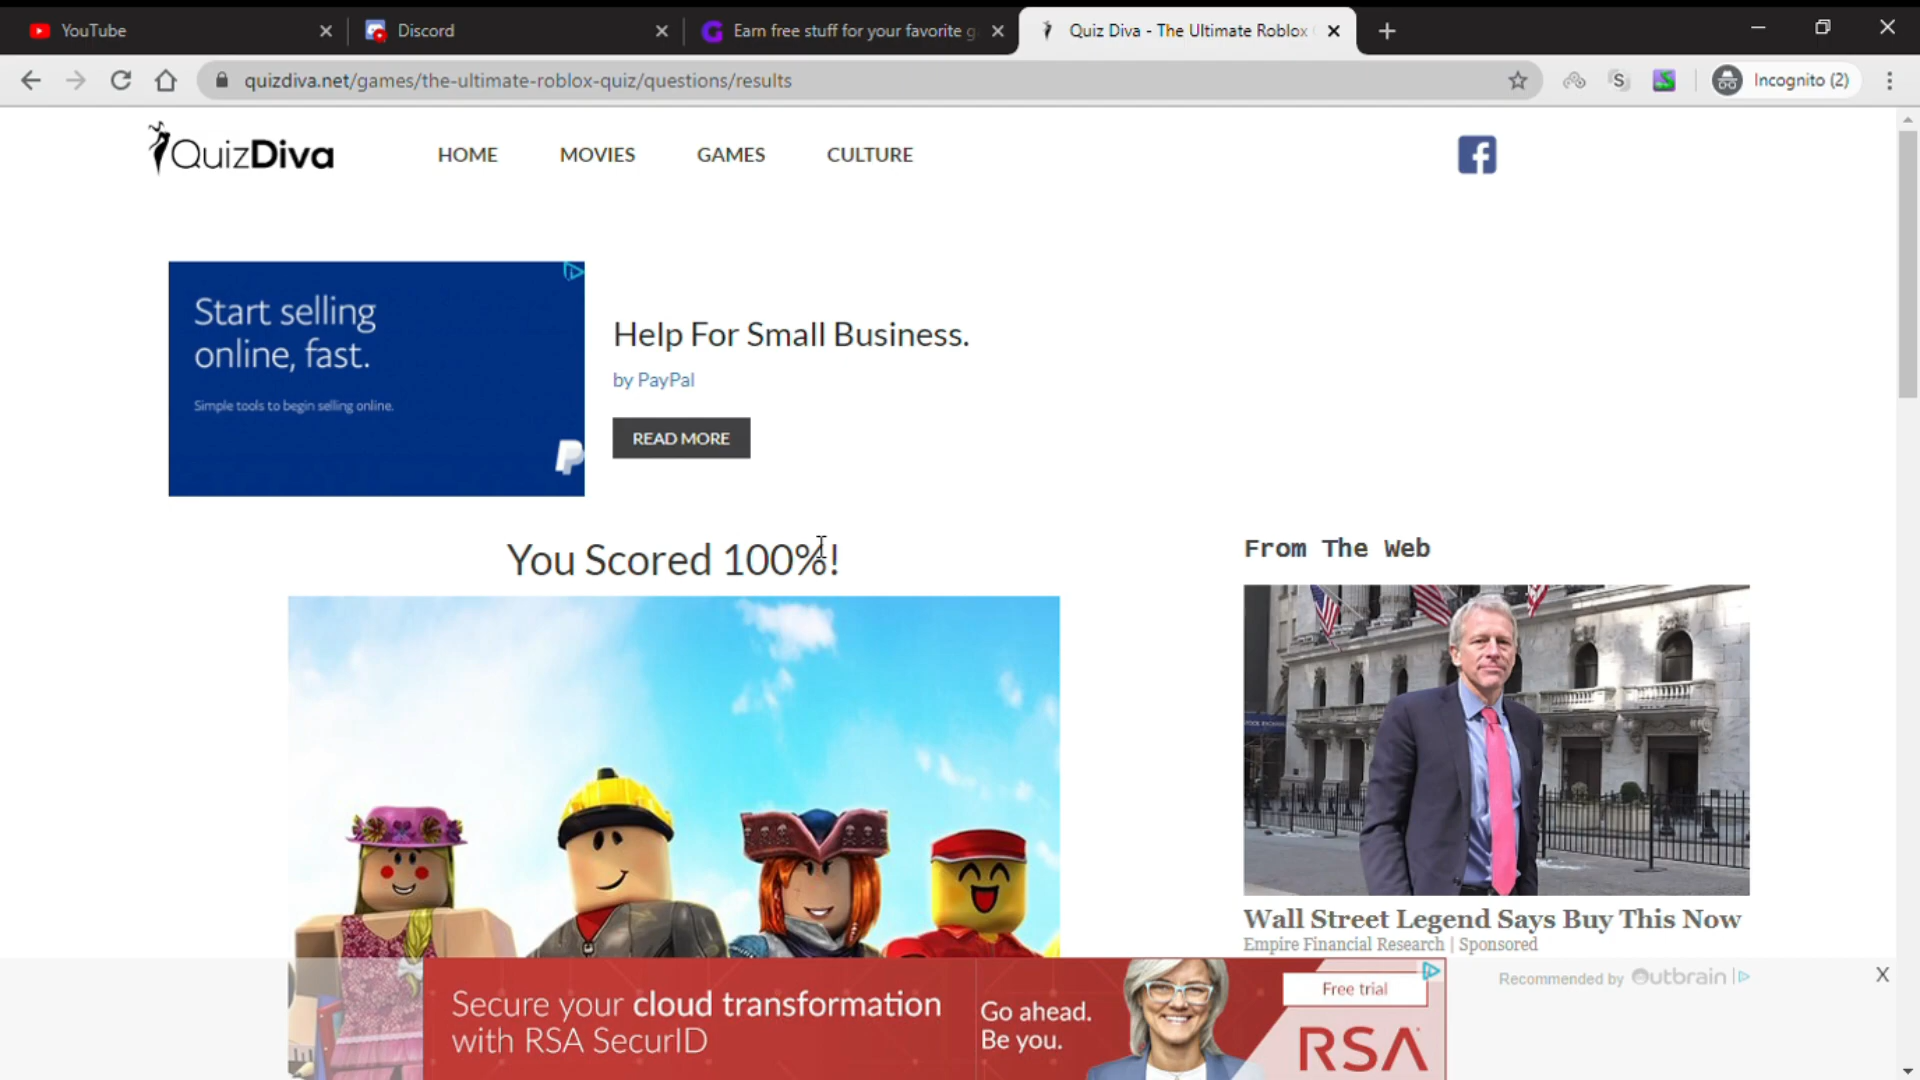 YouTube
Discord
Earn free stuff for your favorite g
Quiz Diva - The Ultimate Roblox
quizdiva.net/games/the-ultimate-roblox-quiz/questions/results
S
Incognito (2)
QuizDiva
HOME
MOVIES
GAMES
CULTURE
Start selling
online, fast.
Simple tools to begin selling online.
Help For Small Business.
by PayPal
READ MORE
You Scored 100%!
From The Web
Wall Street Legend Says Buy This Now
Empire Financial Research | Sponsored
Recommended by Outbrain
X
Secure your cloud transformation
with RSA SecurID
Go ahead.
Be you.
Free trial
RSA